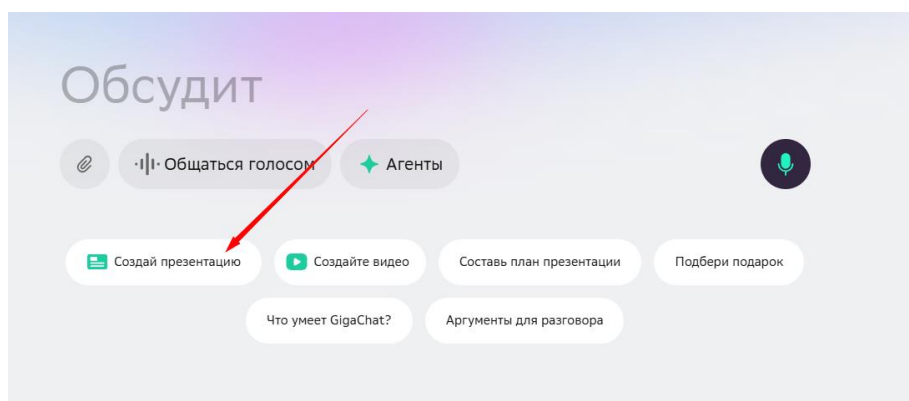 Обсудит
Общаться голосом Агенты
Создай презентацию Создайте видео Составь план презентации Подбери подарок
Что умеет GigaChat? Аргументы для разговора